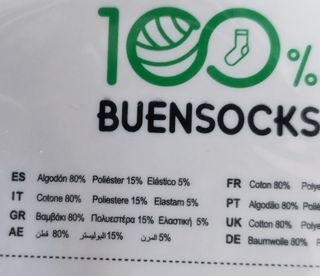 100%
BUENSOCKS
ES Algodón 80% Poliéster 15% Elástico 5%
IT Cotone 80% Poliestere 15% Elastam 5%
GR Βαμβάκι 80% Πολυεστέρα 15% Ελαστική 5%
AE قطن 80% البوليستر 15% المرن 5%
FR Coton 80%
PT Algodão 80%
UK Cotton 80%
DE Baumwolle 80%